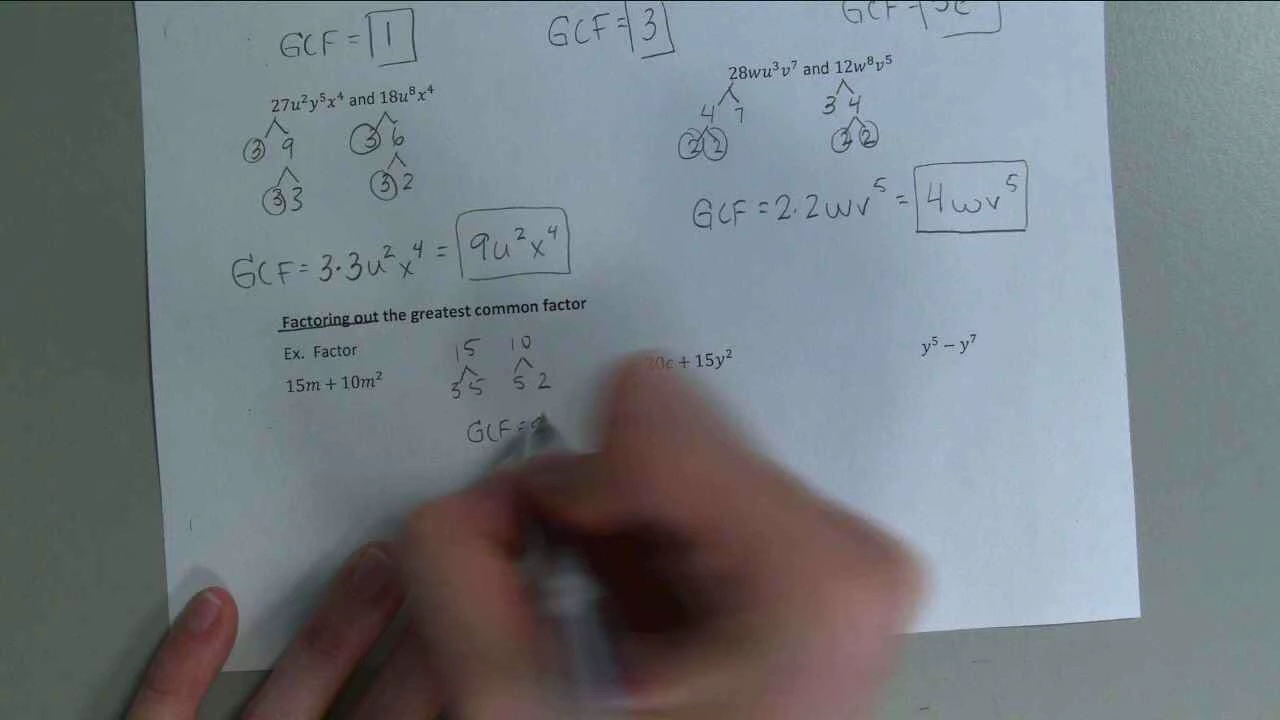 GCF = 1
GCF = 3
GCF =
27u²y⁵x⁴ and 18u⁸x⁴
3 9 3 6
3 3 3 2
GCF = 3·3u²x⁴ = 9u²x⁴
28wu³v⁷ and 12w⁸v⁵
4 7 3 4
2 2 2 2
GCF = 2·2wv⁵ = 4wv⁵
Factoring out the greatest common factor
Ex. Factor
15m + 10m²
15 10
3 5 5 2
GCF =
20c + 15y²
y⁵ − y⁷